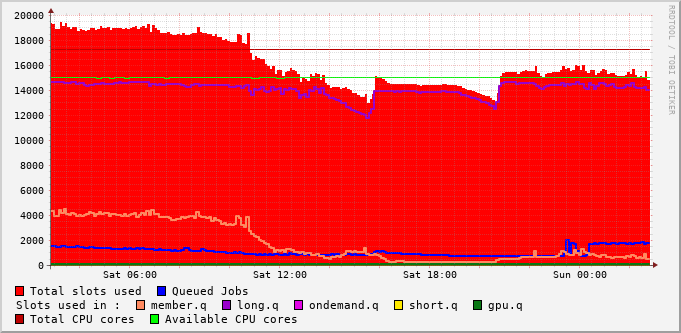 20000
18000
16000
14000
12000
10000
8000
6000
4000
2000
0
Sat 06:00 Sat 12:00 Sat 18:00 Sun 00:00
RRDTOOL / TOBI OETIKER
Total slots used Queued Jobs
Slots used in : member.q long.q ondemand.q short.q gpu.q
Total CPU cores Available CPU cores